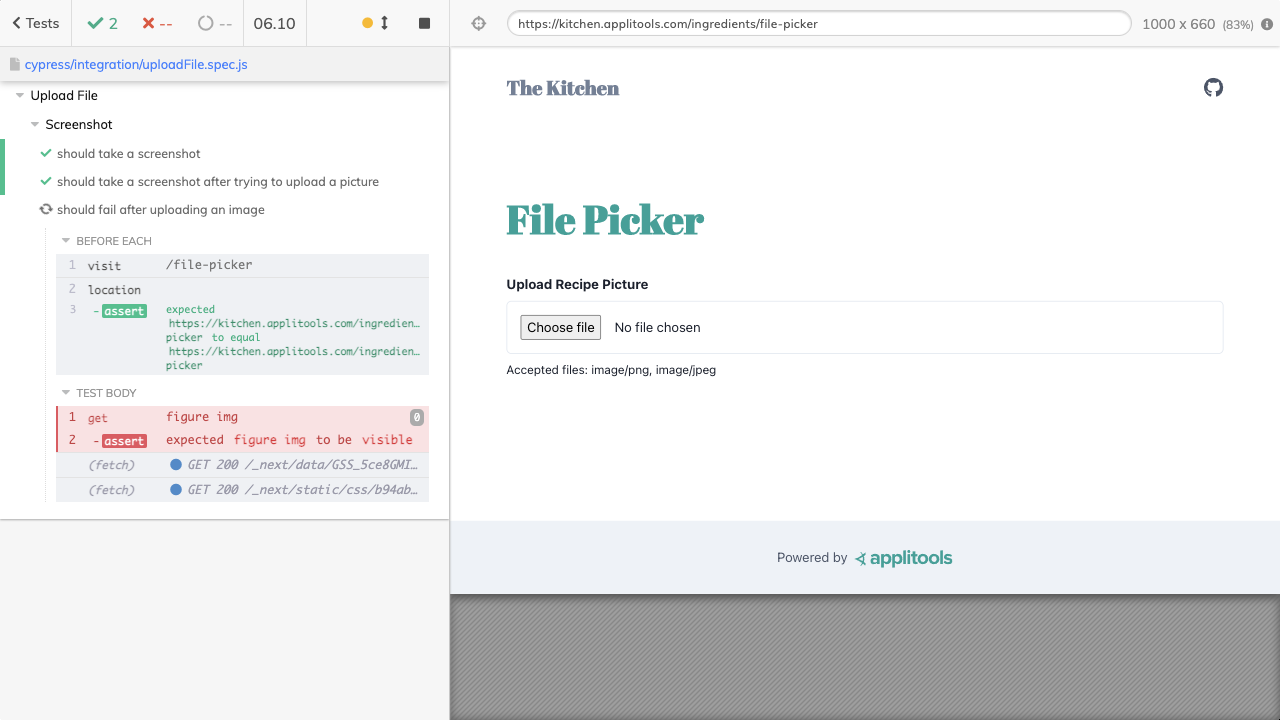 Tests
2
--
--
06.10
https://kitchen.applitools.com/ingredients/file-picker
1000 x 660 (83%)
cypress/integration/uploadFile.spec.js
Upload File
Screenshot
should take a screenshot
should take a screenshot after trying to upload a picture
should fail after uploading an image
BEFORE EACH
1 visit /file-picker
2 location
3 - assert expected
https://kitchen.applitools.com/ingredien…
picker to equal
https://kitchen.applitools.com/ingredien…
picker
TEST BODY
1 get figure img 0
2 - assert expected figure img to be visible
(fetch) GET 200 /_next/data/GSS_5ce8GMI…
(fetch) GET 200 /_next/static/css/b94ab…
The Kitchen
File Picker
Upload Recipe Picture
Choose file No file chosen
Accepted files: image/png, image/jpeg
Powered by applitools